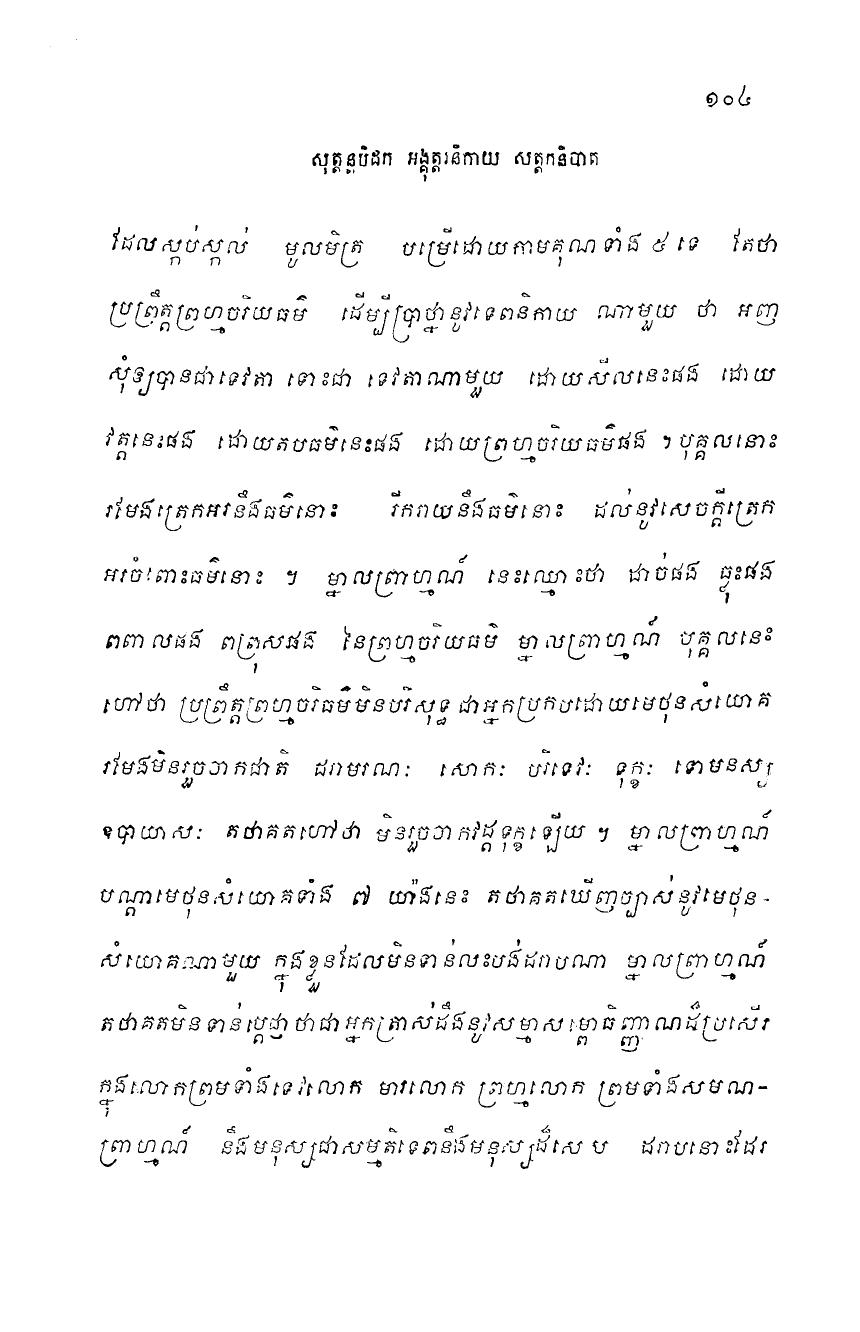 ១០៤
សុត្តន្តបិដក អង្គុត្តរនិកាយ សត្តកនិបាត
ដែលស្កប់ស្កល់ មូលមិត្រ បម្រើដោយកាមគុណទាំង ៥ ទេ តែថា
ប្រព្រឹត្តព្រហ្មចរិយធម៌ ដើម្បីប្រាថ្នានូវទេពនិកាយ ណាមួយ ថា អញ
សុំឲ្យបានជាទេវតា ទោះជា ទេវតាណាមួយ ដោយសីលនេះផង ដោយ
វត្តនេះផង ដោយតបធម៌នេះផង ដោយព្រហ្មចរិយធម៌ផង ។ បុគ្គលនោះ
រមែងត្រេកអរនឹងធម៌នោះ រីករាយនឹងធម៌នោះ ដល់នូវសេចក្តីត្រេក
អរចំពោះធម៌នោះ ។ ម្នាលព្រាហ្មណ៍ នេះឈ្មោះថា ដាច់ផង ធ្លុះផង
ពពាលផង ពព្រុសផង នៃព្រហ្មចរិយធម៌ ម្នាលព្រាហ្មណ៍ បុគ្គលនេះ
ហៅថា ប្រព្រឹត្តព្រហ្មចរិធម៌មិនបរិសុទ្ធ ជាអ្នកប្រកបដោយមេថុនសំយោគ
រមែងមិនរួចចាកជាតិ ជរាមរណៈ សោកៈ បរិទេវៈ ទុក្ខៈ ទោមនស្ស
ឧបាយាសៈ តថាគតហៅថា មិនរួចចាកវដ្តទុក្ខឡើយ ។ ម្នាលព្រាហ្មណ៍
បណ្តាមេថុនសំយោគទាំង ៧ យ៉ាងនេះ តថាគតឃើញច្បាស់នូវមេថុន-
សំយោគណាមួយ ក្នុងខ្លួនដែលមិនទាន់លះបង់ដរាបណា ម្នាលព្រាហ្មណ៍
តថាគតមិនទាន់ប្តេជ្ញាថាជាអ្នកត្រាស់ដឹងនូវសម្មាសម្ពោធិញ្ញាណដ៏ប្រសើរ
ក្នុងលោកព្រមទាំងទេវលោក មារលោក ព្រហ្មលោក ព្រមទាំងសមណ-
ព្រាហ្មណ៍ នឹងមនុស្សជាសម្មតិទេពនឹងមនុស្សដ៏សេស ដរាបនោះដែរ